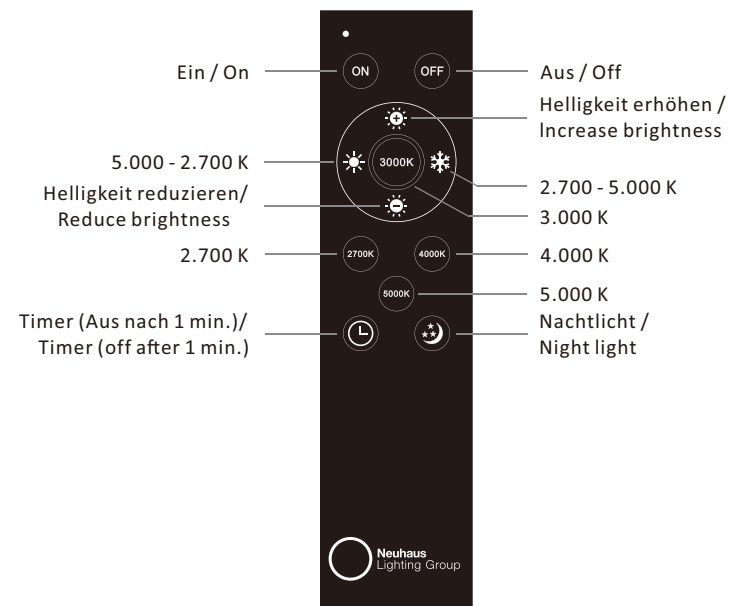 Ein / On
ON
OFF
Aus / Off
Helligkeit erhöhen /
Increase brightness
5.000 - 2.700 K
3000K
2.700 - 5.000 K
Helligkeit reduzieren/
Reduce brightness
3.000 K
2.700 K
2700K
4000K
4.000 K
5000K
5.000 K
Timer (Aus nach 1 min.)/
Timer (off after 1 min.)
Nachtlicht /
Night light
Neuhaus
Lighting Group